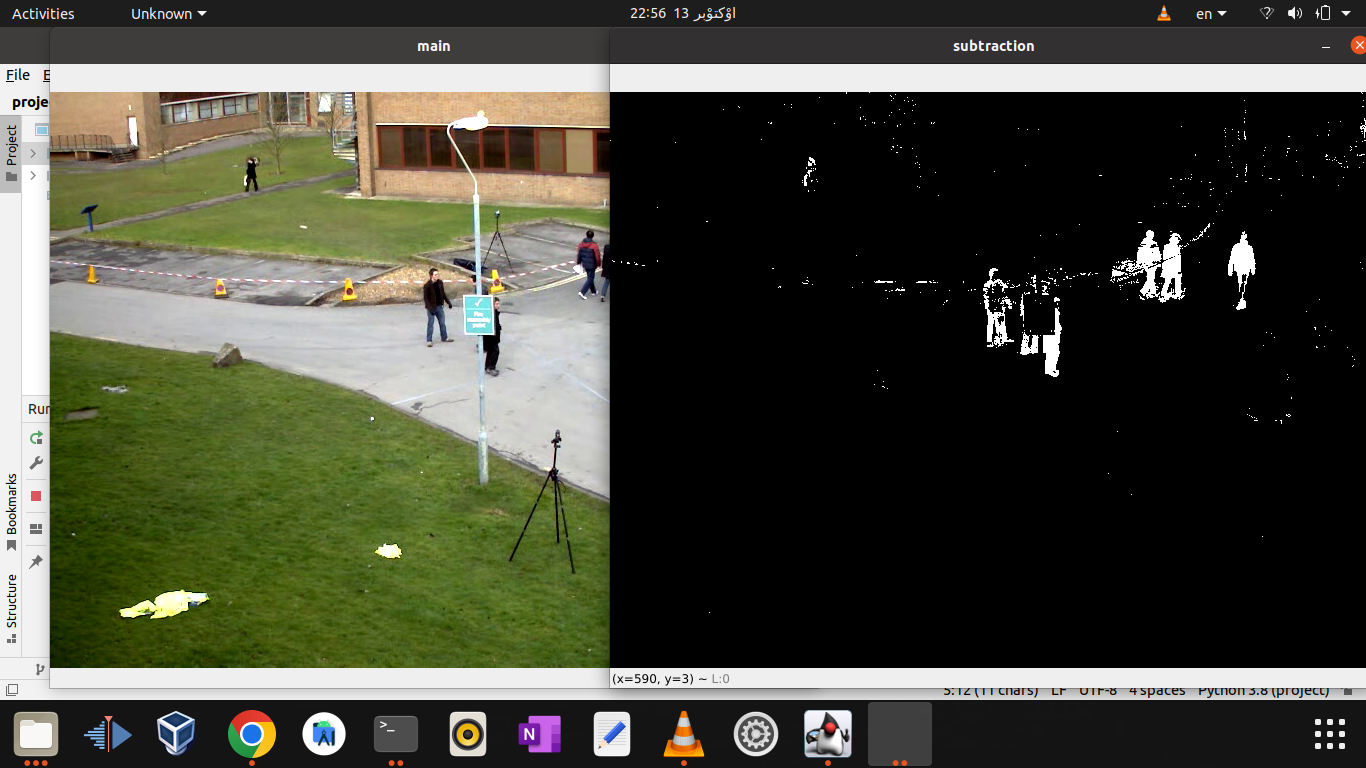 Activities
Unknown
22:56 13 اۆکتۆبر
en
main
subtraction
File E
proje
Project
Run
Bookmarks
Structure
(x=590, y=3) ~ L:0
5:12 (11 chars) LF UTF-8 4 spaces Python 3.8 (project)
>_
N